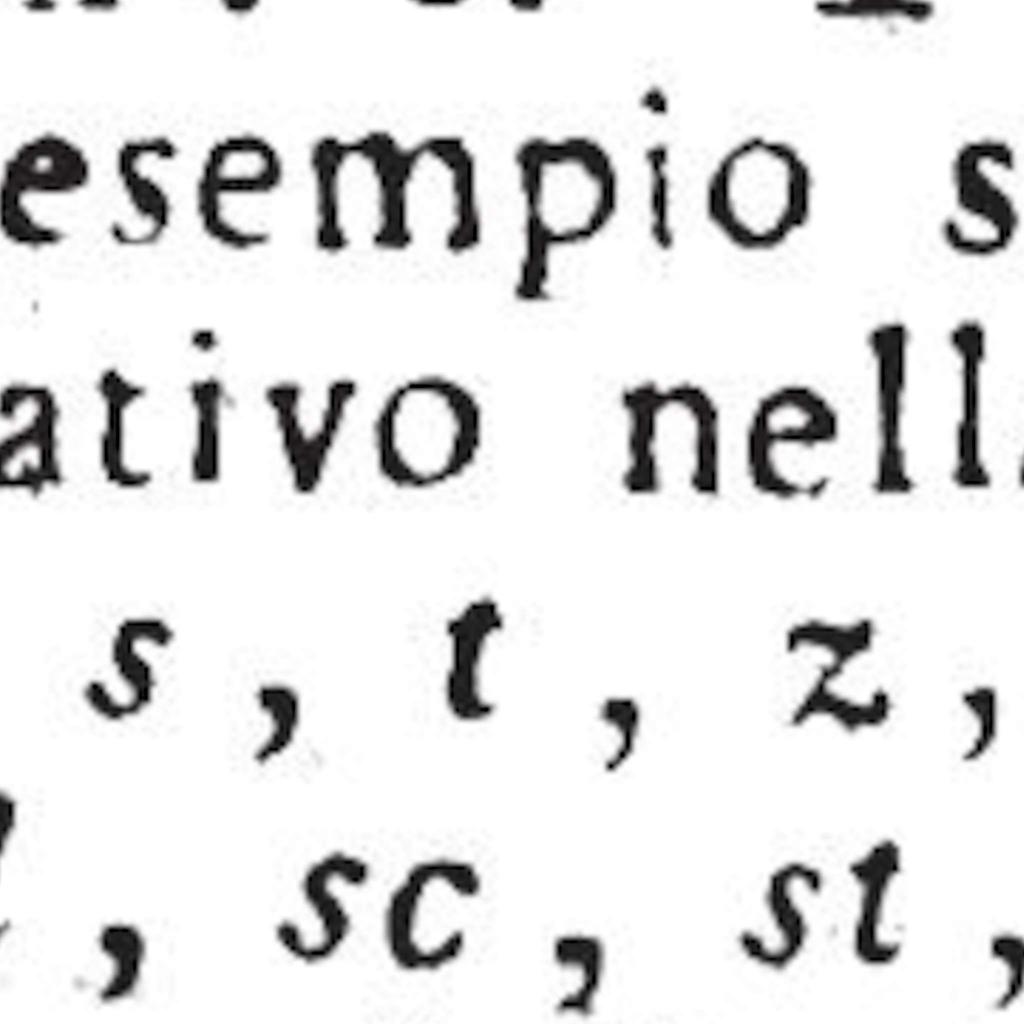 esempio s
ativo nell
s, t, z,
, sc, st,